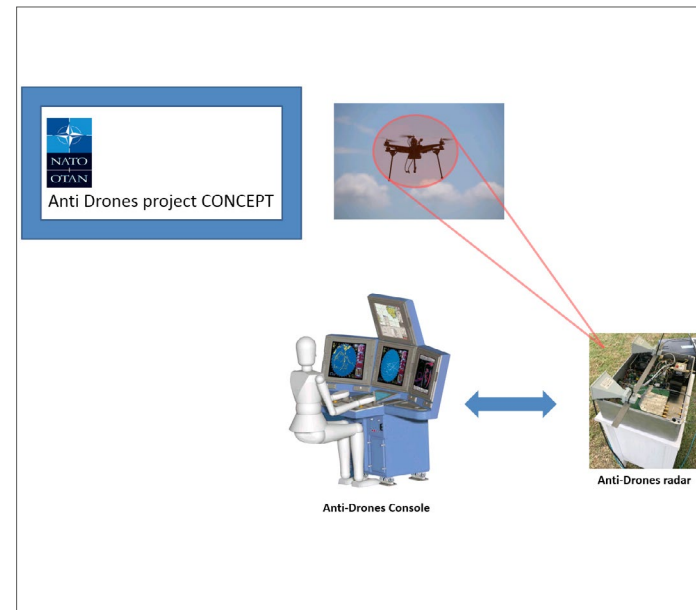 NATO
OTAN
Anti Drones project CONCEPT
Anti-Drones Console
Anti-Drones radar